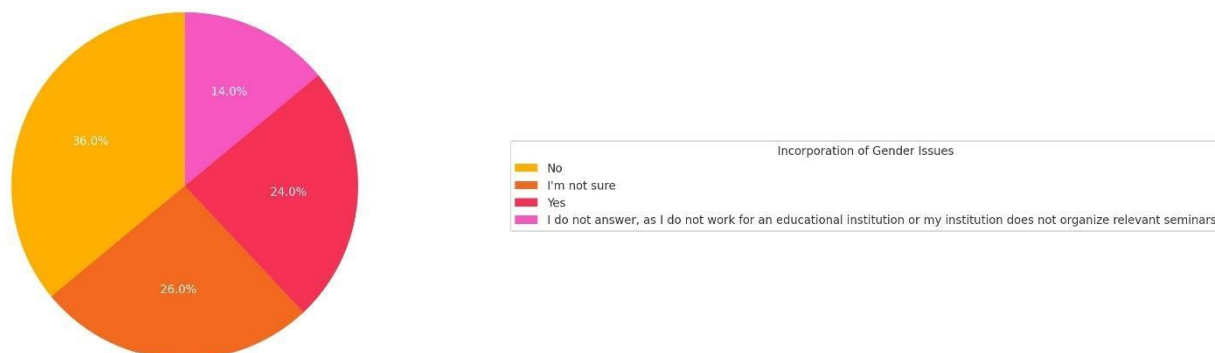 14.0%
36.0%
24.0%
26.0%
Incorporation of Gender Issues
No
I'm not sure
Yes
I do not answer, as I do not work for an educational institution or my institution does not organize relevant seminars